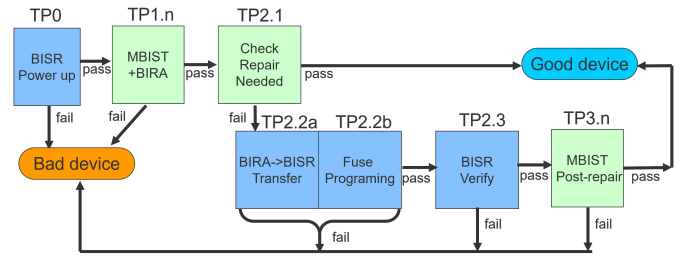 TP0
TP1.n
TP2.1
BISR
Power up
pass
MBIST
+BIRA
pass
Check
Repair
Needed
pass
Good device
fail
fail
fail
Bad device
TP2.2a
TP2.2b
TP2.3
TP3.n
BIRA->BISR
Transfer
Fuse
Programing
pass
BISR
Verify
pass
MBIST
Post-repair
pass
fail
fail
fail